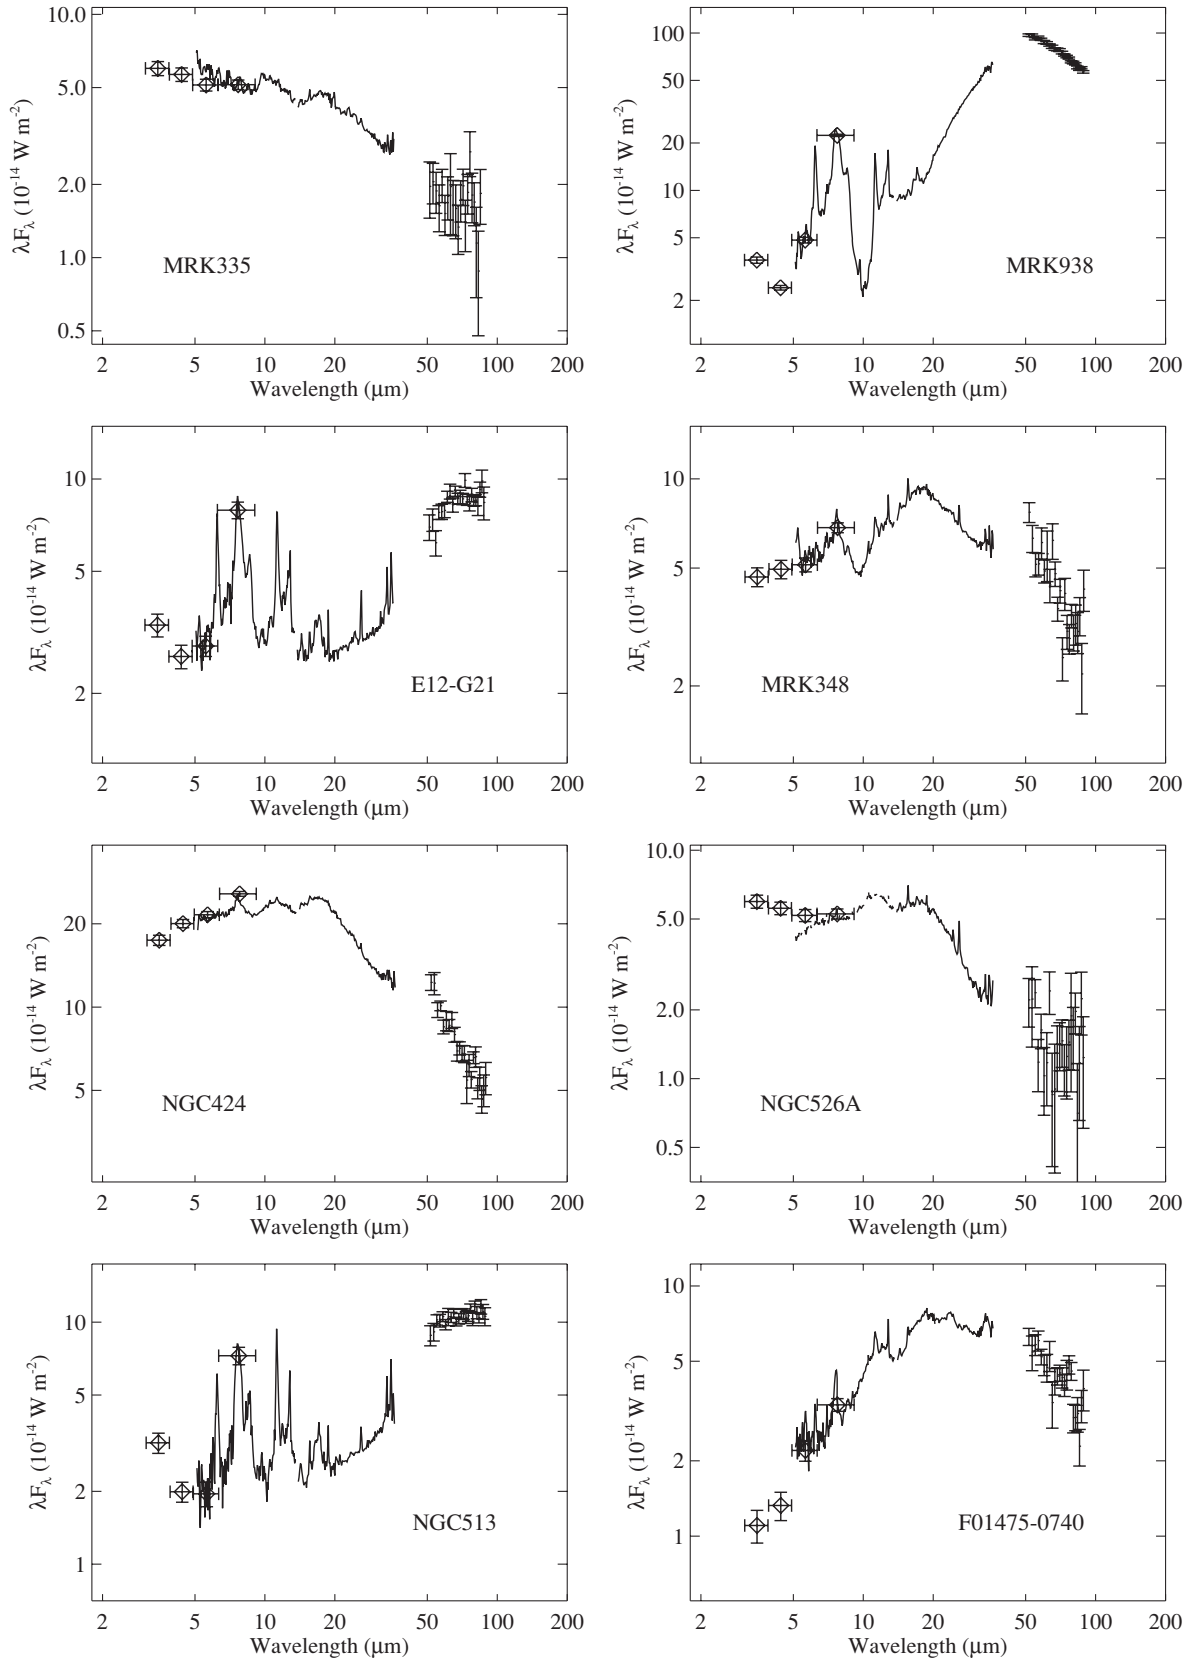 10.0
5.0
2.0
1.0
0.5
λFλ (10-14 W m-2)
MRK335
2 5 10 20 50 100 200
Wavelength (μm)
100
50
20
10
5
2
λFλ (10-14 W m-2)
MRK938
2 5 10 20 50 100 200
Wavelength (μm)
10
5
2
λFλ (10-14 W m-2)
E12-G21
2 5 10 20 50 100 200
Wavelength (μm)
10
5
2
λFλ (10-14 W m-2)
MRK348
2 5 10 20 50 100 200
Wavelength (μm)
20
10
5
λFλ (10-14 W m-2)
NGC424
2 5 10 20 50 100 200
Wavelength (μm)
10.0
5.0
2.0
1.0
0.5
λFλ (10-14 W m-2)
NGC526A
2 5 10 20 50 100 200
Wavelength (μm)
10
5
2
1
λFλ (10-14 W m-2)
NGC513
2 5 10 20 50 100 200
Wavelength (μm)
10
5
2
1
λFλ (10-14 W m-2)
F01475-0740
2 5 10 20 50 100 200
Wavelength (μm)